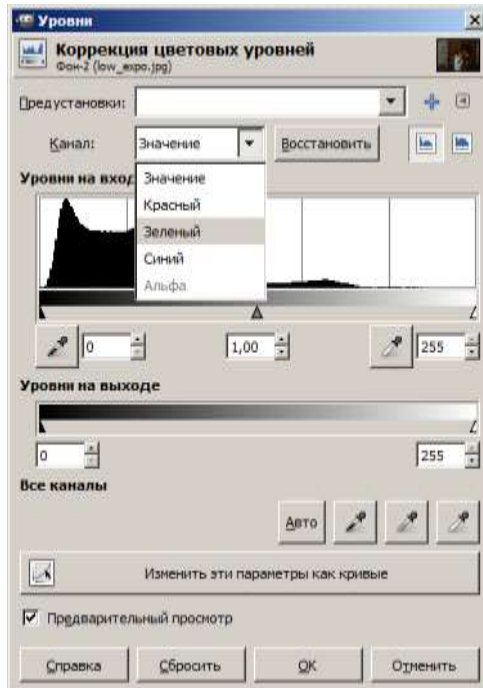 Уровни
Коррекция цветовых уровней
Фон-2 (low_expo.jpg)
Предустановки:
Канал: Значение Восстановить
Уровни на вход
Значение
Красный
Зеленый
Синий
Альфа
0 1,00 255
Уровни на выходе
0 255
Все каналы
Авто
Изменить эти параметры как кривые
Предварительный просмотр
Справка Сбросить OK Отменить